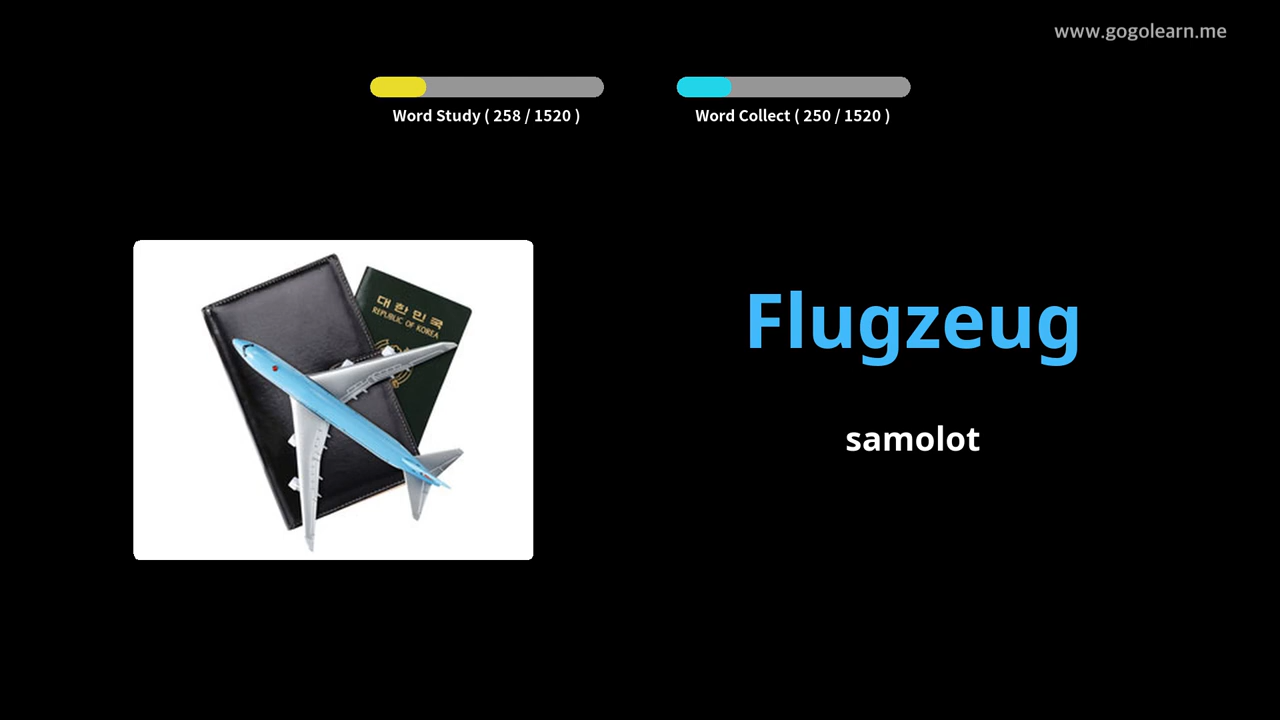 www.gogolearn.me
Word Study ( 258 / 1520 )
Word Collect ( 250 / 1520 )
대한민국
REPUBLIC OF KOREA
Flugzeug
samolot